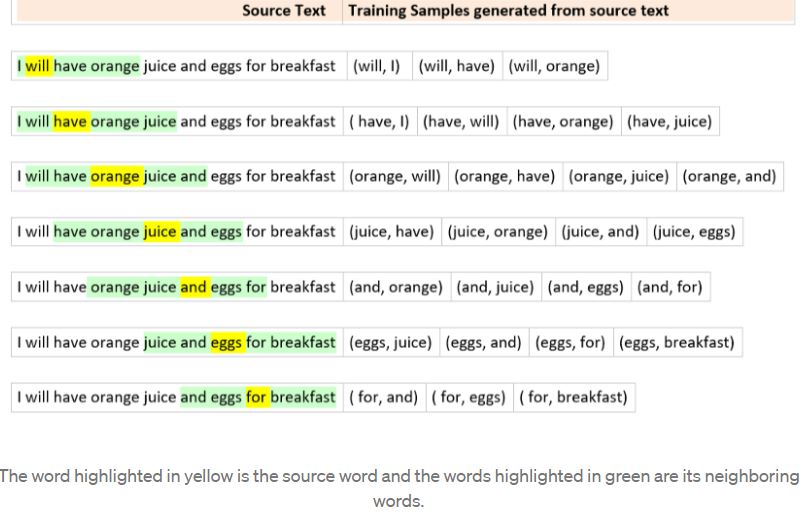 Source Text Training Samples generated from source text
I will have orange juice and eggs for breakfast (will, I) (will, have) (will, orange)
I will have orange juice and eggs for breakfast ( have, I) (have, will) (have, orange) (have, juice)
I will have orange juice and eggs for breakfast (orange, will) (orange, have) (orange, juice) (orange, and)
I will have orange juice and eggs for breakfast (juice, have) (juice, orange) (juice, and) (juice, eggs)
I will have orange juice and eggs for breakfast (and, orange) (and, juice) (and, eggs) (and, for)
I will have orange juice and eggs for breakfast (eggs, juice) (eggs, and) (eggs, for) (eggs, breakfast)
I will have orange juice and eggs for breakfast ( for, and) ( for, eggs) ( for, breakfast)
The word highlighted in yellow is the source word and the words highlighted in green are its neighboring
words.